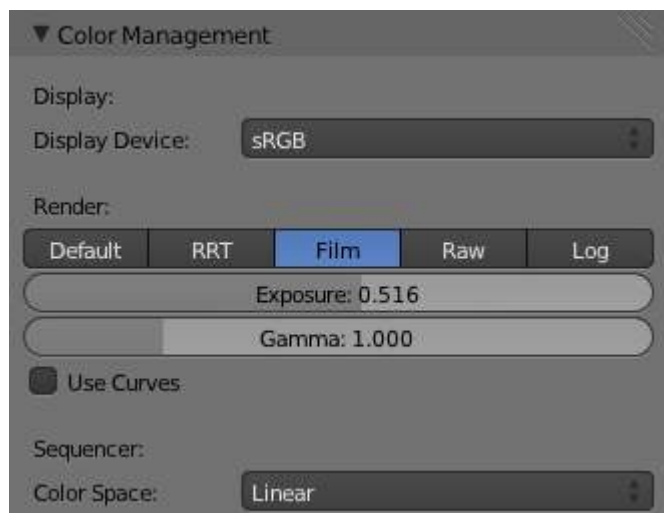 Color Management
Display:
Display Device: sRGB
Render:
Default RRT Film Raw Log
Exposure: 0.516
Gamma: 1.000
Use Curves
Sequencer:
Color Space: Linear